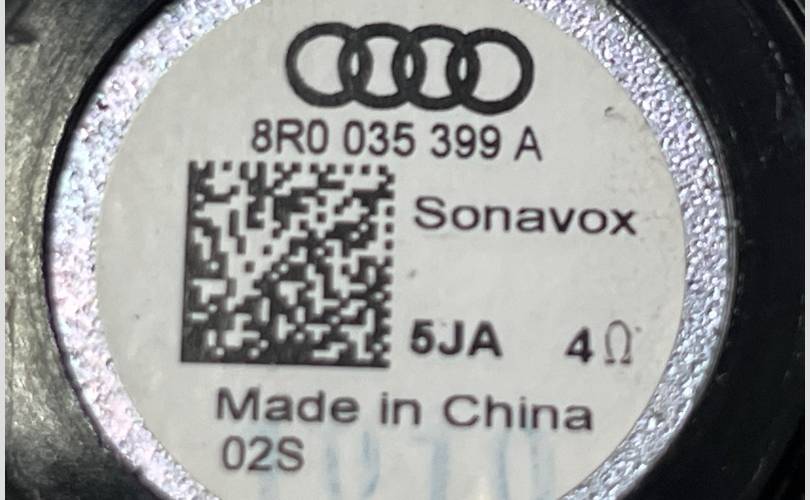 8R0 035 399 A
Sonavox
5JA 4Ω
Made in China
02S